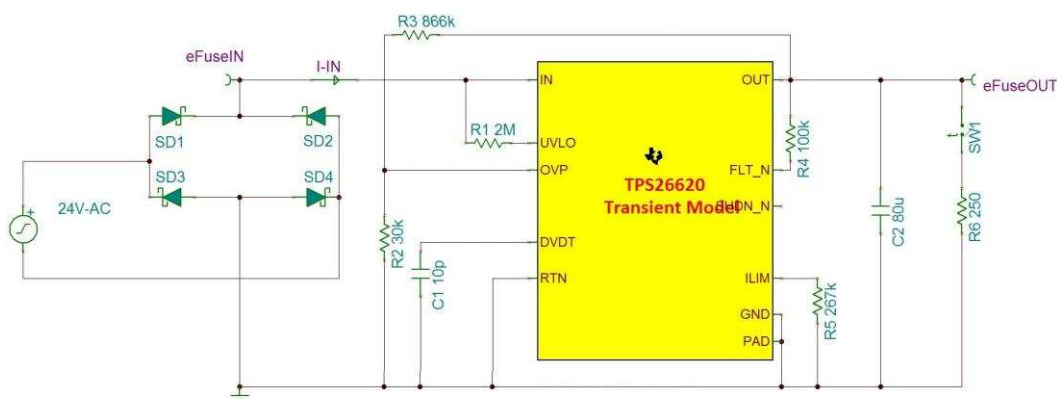 R3 866k
eFuseIN
I-IN
IN
OUT
eFuseOUT
SD1
SD2
R1 2M
UVLO
R4 100k
SW1
t
SD3
SD4
OVP
FLT_N
TPS26620
Transient Model
SHDN_N
24V-AC
+
R2 30k
C2 80u
R6 250
DVDT
C1 10p
RTN
ILIM
R5 267k
GND
PAD